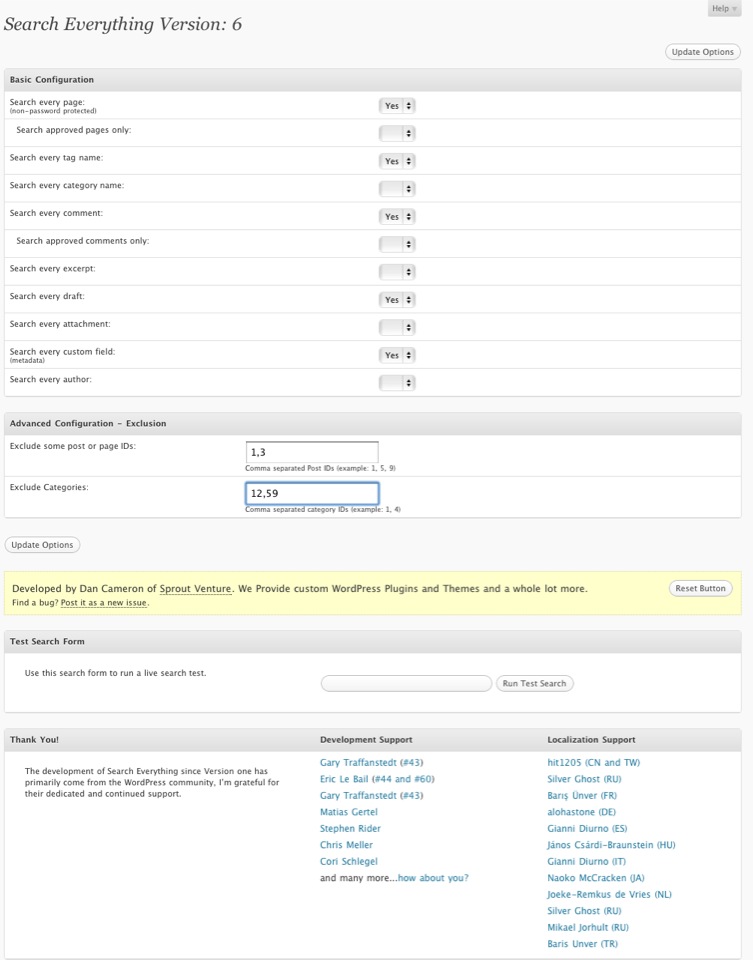 Help
Search Everything Version: 6
Update Options
Basic Configuration
Search every page: Yes
(non-password protected)
Search approved pages only:
Search every tag name: Yes
Search every category name:
Search every comment: Yes
Search approved comments only:
Search every excerpt:
Search every draft: Yes
Search every attachment:
Search every custom field: Yes
(metadata)
Search every author:
Advanced Configuration - Exclusion
Exclude some post or page IDs: 1,3
Comma separated Post IDs (example: 1, 5, 9)
Exclude Categories: 12,59
Comma separated category IDs (example: 1, 4)
Update Options
Developed by Dan Cameron of Sprout Venture. We Provide custom WordPress Plugins and Themes and a whole lot more. Reset Button
Find a bug? Post it as a new issue.
Test Search Form
Use this search form to run a live search test.
Run Test Search
Thank You!
The development of Search Everything since Version one has
primarily come from the WordPress community, I'm grateful for
their dedicated and continued support.
Development Support
Gary Traffanstedt (#43)
Eric Le Bail (#44 and #60)
Gary Traffanstedt (#43)
Matias Gertel
Stephen Rider
Chris Meller
Cori Schlegel
and many more...how about you?
Localization Support
hit1205 (CN and TW)
Silver Ghost (RU)
Barış Ünver (FR)
alohastone (DE)
Gianni Diurno (ES)
János Csárdi-Braunstein (HU)
Gianni Diurno (IT)
Naoko McCracken (JA)
Joeke-Remkus de Vries (NL)
Silver Ghost (RU)
Mikael Jorhult (RU)
Baris Unver (TR)